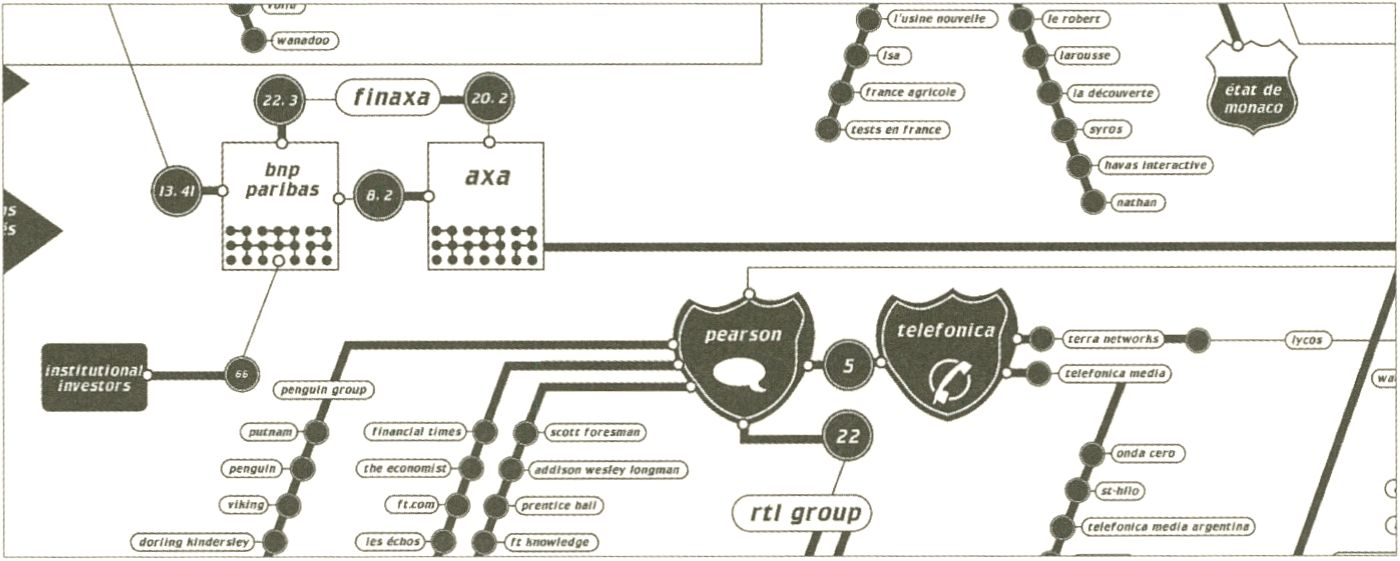 wanadoo
l'usine nouvelle
lsa
france agricole
tests en france
le robert
larousse
la découverte
syros
havas interactive
nathan
état de
monaco
22.3
finaxa
20.2
13.41
bnp
paribas
8.2
axa
institutional
investors
66
pearson
5
telefonica
22
rtl group
terra networks
lycos
telefonica media
onda cero
telefonica media argentina
penguin group
putnam
penguin
viking
dorling kindersley
financial times
the economist
ft.com
les échos
scott foresman
addison wesley longman
prentice hall
ft knowledge